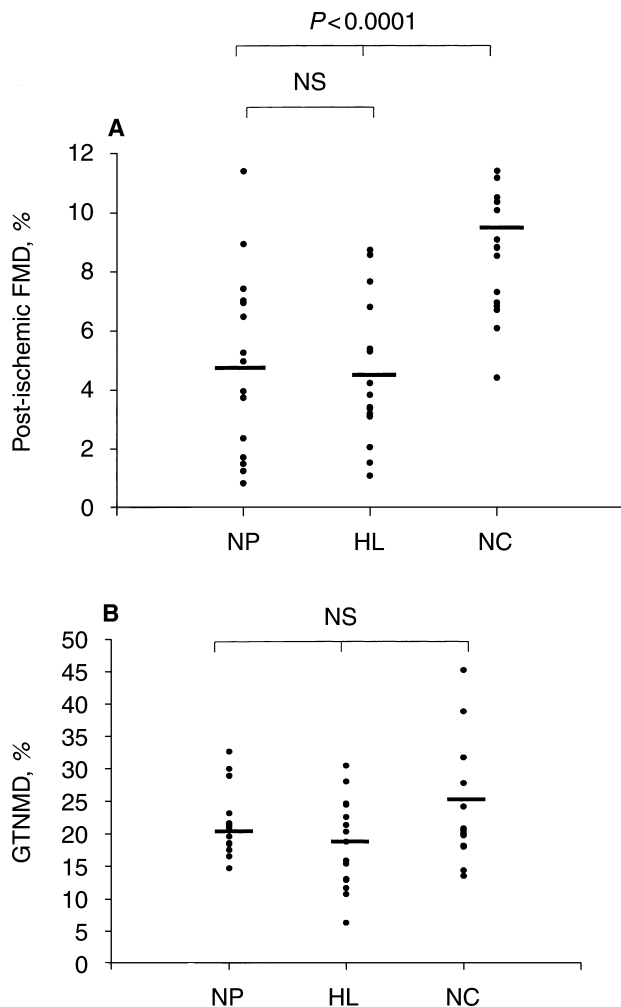 P<0.0001
NS
A
12
10
8
6
4
2
0
Post-ischemic FMD, %
NP HL NC
B
NS
50
45
40
35
30
25
20
15
10
5
0
GTNMD, %
NP HL NC